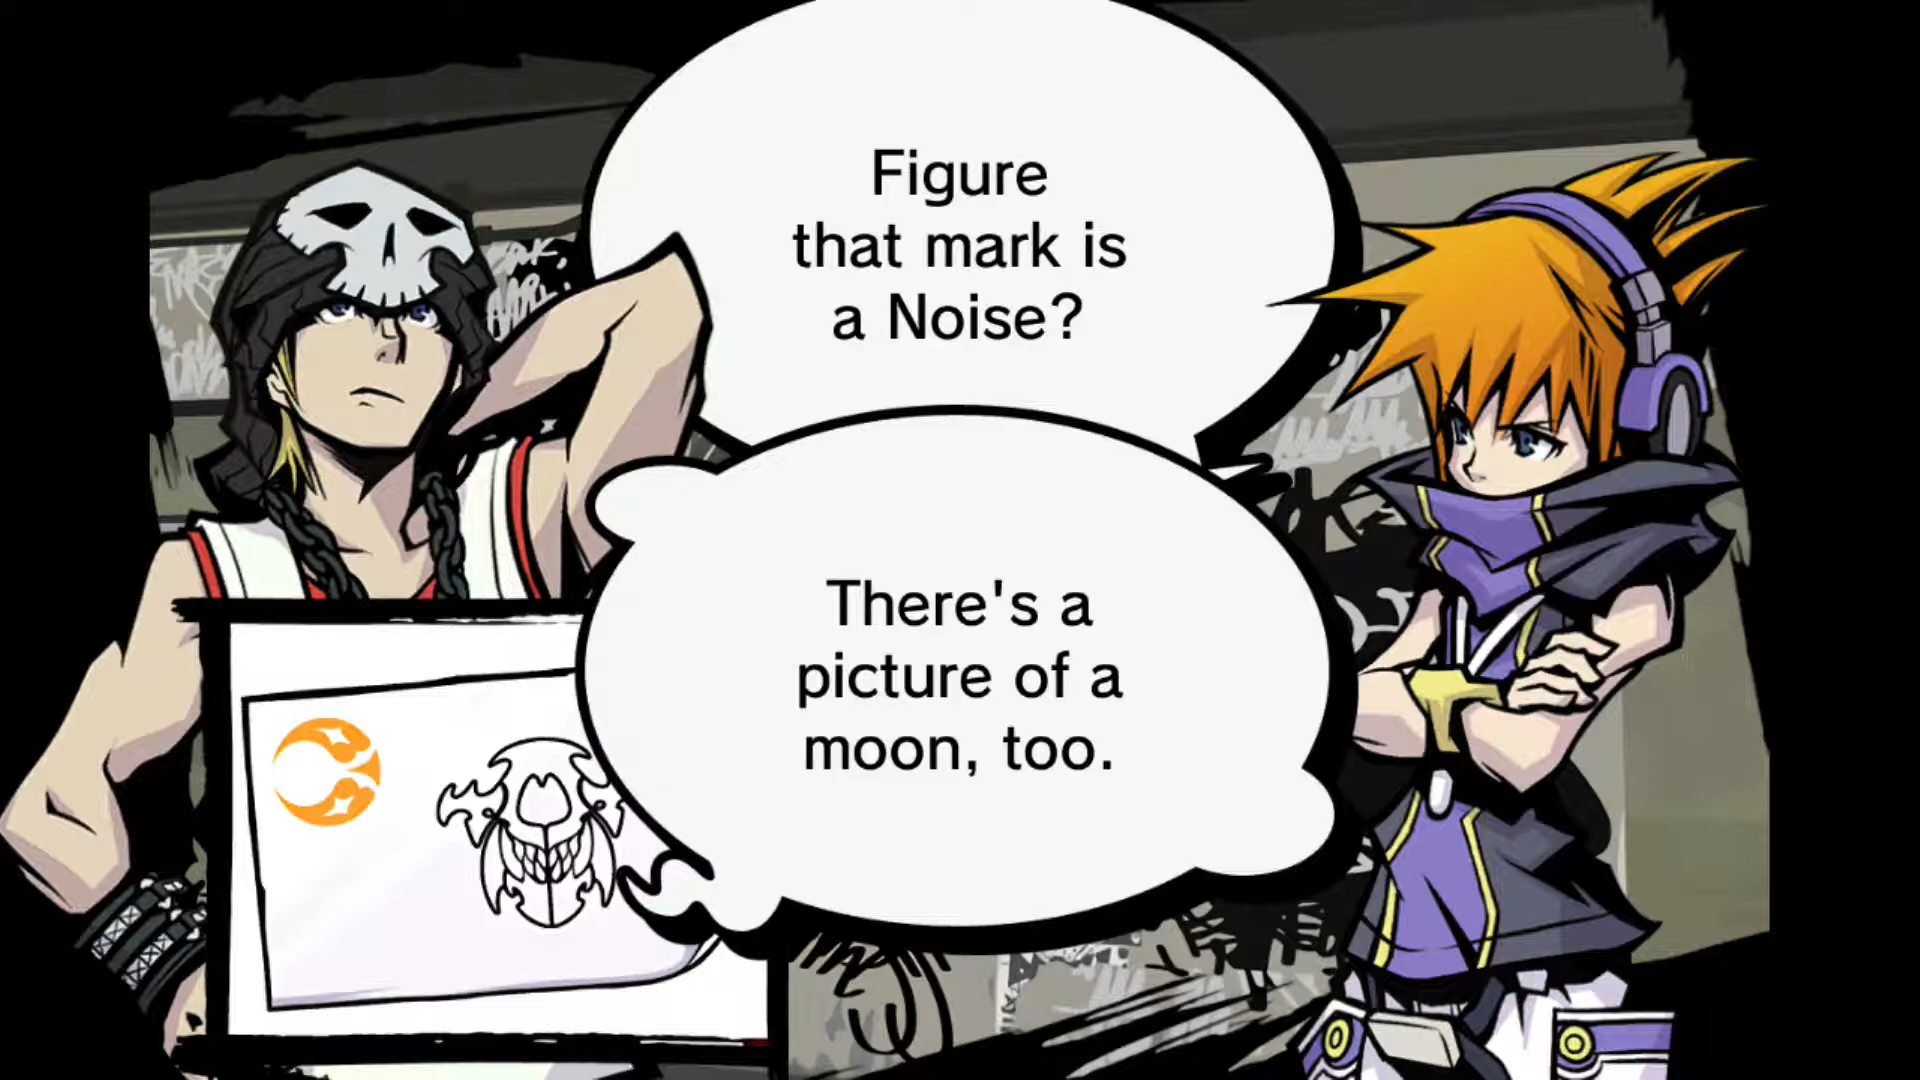 Figure
that mark is
a Noise?
There's a
picture of a
moon, too.